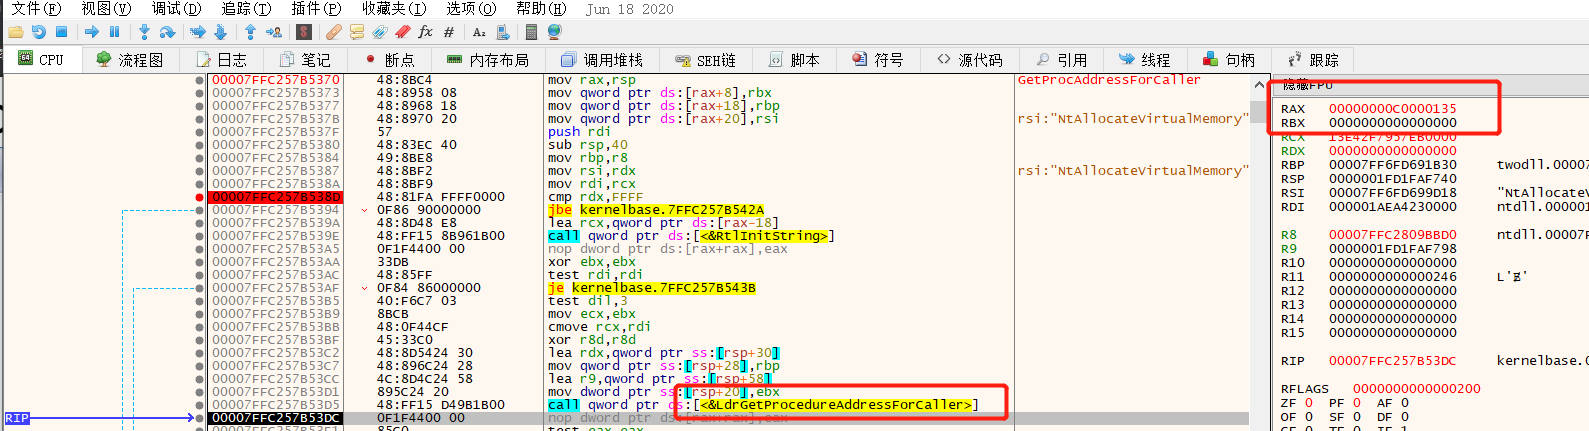 文件(F) 视图(V) 调试(D) 追踪(T) 插件(P) 收藏夹(I) 选项(O) 帮助(H) Jun 18 2020
CPU 流程图 日志 笔记 断点 内存布局 调用堆栈 SEH链 脚本 符号 源代码 引用 线程 句柄 跟踪
00007FFC257B5370 48:8BC4 mov rax,rsp GetProcAddressForCaller
00007FFC257B5373 48:8958 08 mov qword ptr ds:[rax+8],rbx
00007FFC257B5377 48:8968 18 mov qword ptr ds:[rax+18],rbp
00007FFC257B537B 48:8970 20 mov qword ptr ds:[rax+20],rsi rsi:"NtAllocateVirtualMemory"
00007FFC257B537F 57 push rdi
00007FFC257B5380 48:83EC 40 sub rsp,40
00007FFC257B5384 49:8BE8 mov rbp,r8
00007FFC257B5387 48:8BF2 mov rsi,rdx rsi:"NtAllocateVirtualMemory"
00007FFC257B538A 48:8BF9 mov rdi,rcx
00007FFC257B538D 48:81FA FFFF0000 cmp rdx,FFFF
00007FFC257B5394 0F86 90000000 jbe kernelbase.7FFC257B542A
00007FFC257B539A 48:8D48 E8 lea rcx,qword ptr ds:[rax-18]
00007FFC257B539E 48:FF15 8B961B00 call qword ptr ds:[<&RtlInitString>]
00007FFC257B53A5 0F1F4400 00 nop dword ptr ds:[rax+rax],eax
00007FFC257B53AA 33DB xor ebx,ebx
00007FFC257B53AC 48:85FF test rdi,rdi
00007FFC257B53AF 0F84 86000000 je kernelbase.7FFC257B543B
00007FFC257B53B5 40:F6C7 03 test dil,3
00007FFC257B53B9 8BCB mov ecx,ebx
00007FFC257B53BB 48:0F44CF cmove rcx,rdi
00007FFC257B53BF 45:33C0 xor r8d,r8d
00007FFC257B53C2 48:8D5424 30 lea rdx,qword ptr ss:[rsp+30]
00007FFC257B53C7 48:896C24 28 mov qword ptr ss:[rsp+28],rbp
00007FFC257B53CC 4C:8D4C24 58 lea r9,qword ptr ss:[rsp+58]
00007FFC257B53D1 895C24 20 mov dword ptr ss:[rsp+20],ebx
00007FFC257B53D5 48:FF15 D49B1B00 call qword ptr ds:[<&LdrGetProcedureAddressForCaller>]
RIP 00007FFC257B53DC 0F1F4400 00 nop dword ptr ds:[rax+rax],eax
隐藏FPU
RAX 00000000C0000135
RBX 0000000000000000
RCX 13E42F7957EB0000
RDX 0000000000000000
RBP 00007FF6FD691B30 twodll.00007
RSP 0000001FD1FAF740
RSI 00007FF6FD699D18 "NtAllocateV
RDI 000001AEA4230000 ntdll.000001
R8 00007FFC2809BBD0 ntdll.00007F
R9 0000001FD1FAF798
R10 0000000000000000
R11 0000000000000246
R12 0000000000000000
R13 0000000000000000
R14 0000000000000000
R15 0000000000000000
RIP 00007FFC257B53DC kernelbase.0
RFLAGS 0000000000000200
ZF 0 PF 0 AF 0
OF 0 SF 0 DF 0